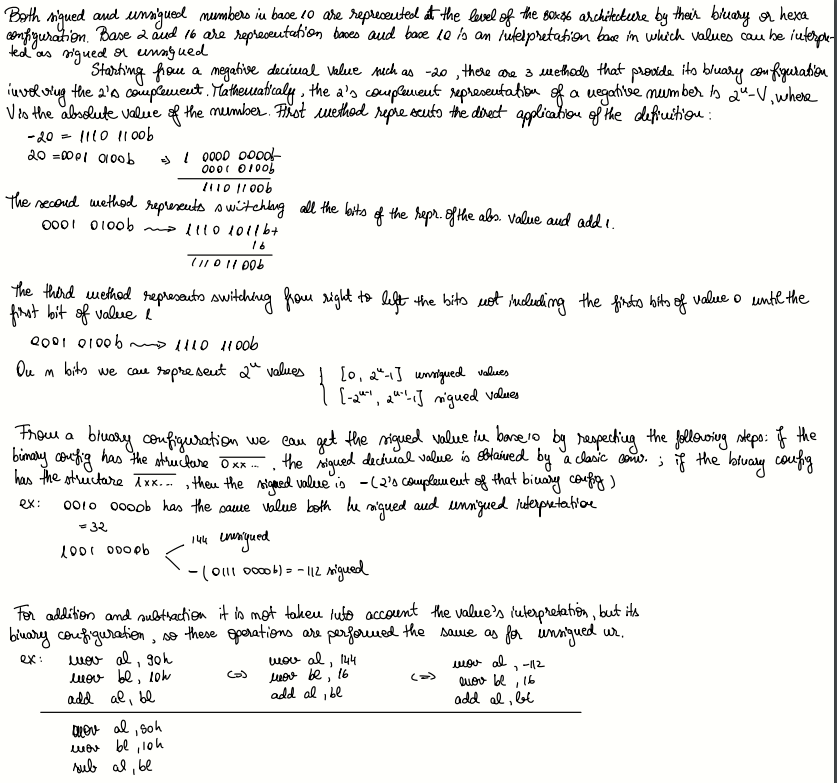 Both signed and unsigned numbers in base 10 are represented at the level of the 80x86 architecture by their binary or hexa
configuration. Base 2 and 16 are representation bases and base 10 is an interpretation base in which values can be interpre-
ted as signed or unsigned
Starting from a negative decimal value such as -20, there are 3 methods that provide its binary configuration
involving the 2's complement. Mathematicaly, the 2's complement representation of a negative number is 2ⁿ-V, where
V is the absolute value of the number. First method represents the direct application of the definition:
-20 = 1110 1100b
20 = 0001 0100b ⇒ 1 0000 0000b-
0001 0100b
1110 1100b
The second method represents switching all the bits of the repr. of the abs. value and add 1.
0001 0100b ⟿ 1110 1011b+
1b
1110 1100b
The third method represents switching from right to left the bits not including the firsts bits of value 0 until the
first bit of value 1
0001 0100b ⟿ 1110 1100b
On n bits we can represent 2ⁿ values { [0, 2ⁿ-1] unsigned values
[-2ⁿ⁻¹, 2ⁿ⁻¹-1] signed values
From a binary configuration we can get the signed value in base 10 by respecting the following steps: if the
binary config has the structure 0xx..., the signed decimal value is obtained by a clasic conv.; if the binary config
has the structure 1xx..., then the signed value is -(2's complement of that binary config)
ex: 0010 0000b has the same value both in signed and unsigned interpretation
= 32
1001 0000b < 144 unsigned
-(0111 0000b) = -112 signed
For addition and subtraction it is not taken into account the value's interpretation, but its
binary configuration, so these operations are performed the same as for unsigned nr.
ex: mov al, 90h mov al, 144 mov al, -112
mov bl, 10h <=> mov bl, 16 <=> mov bl, 16
add al, bl add al, bl add al, bl
mov al, 90h
mov bl, 10h
sub al, bl